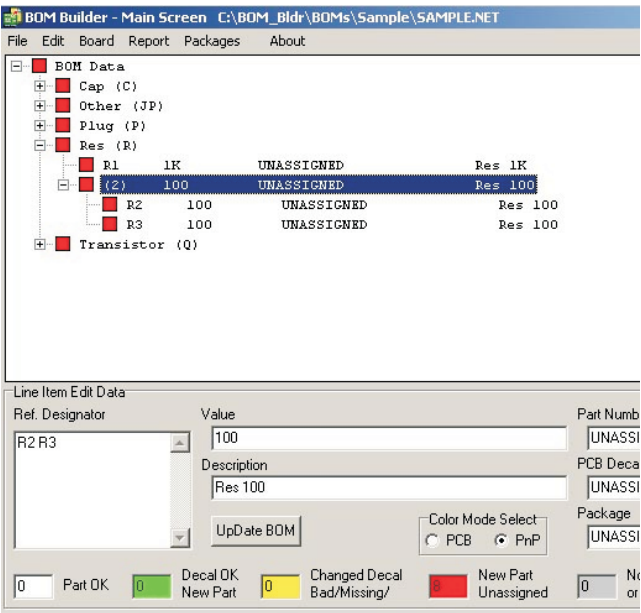 BOM Builder - Main Screen C:\BOM_Bldr\BOMs\Sample\SAMPLE.NET
File Edit Board Report Packages About
BOM Data
Cap (C)
Other (JP)
Plug (P)
Res (R)
R1 1K UNASSIGNED Res 1K
(2) 100 UNASSIGNED Res 100
R2 100 UNASSIGNED Res 100
R3 100 UNASSIGNED Res 100
Transistor (Q)
Line Item Edit Data
Ref. Designator Value Part Numb
R2 R3 100 UNASSI
Description PCB Deca
Res 100 UNASSI
Color Mode Select Package
UpDate BOM PCB PnP UNASSI
0 Part OK 0 Decal OK 0 Changed Decal 8 New Part 0 No
New Part Bad/Missing/ Unassigned or